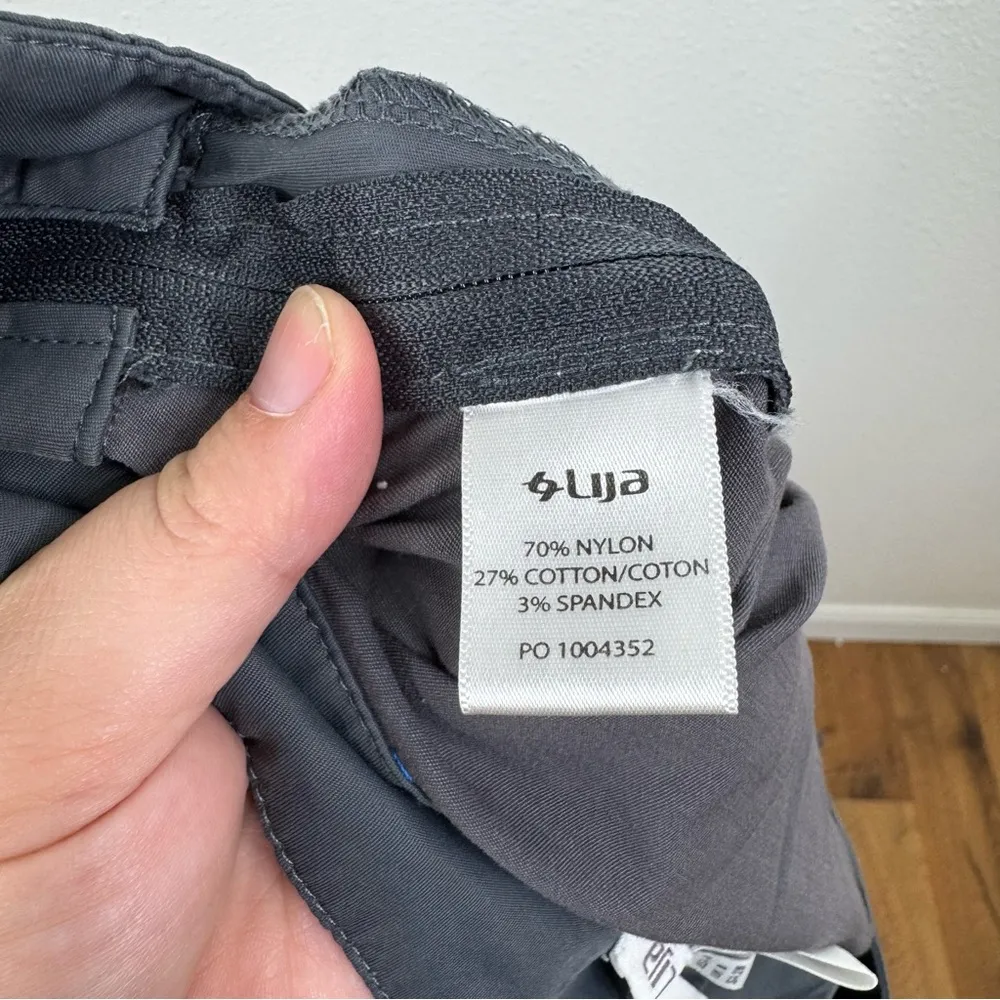 Lija
70% NYLON
27% COTTON/COTON
3% SPANDEX
PO 1004352